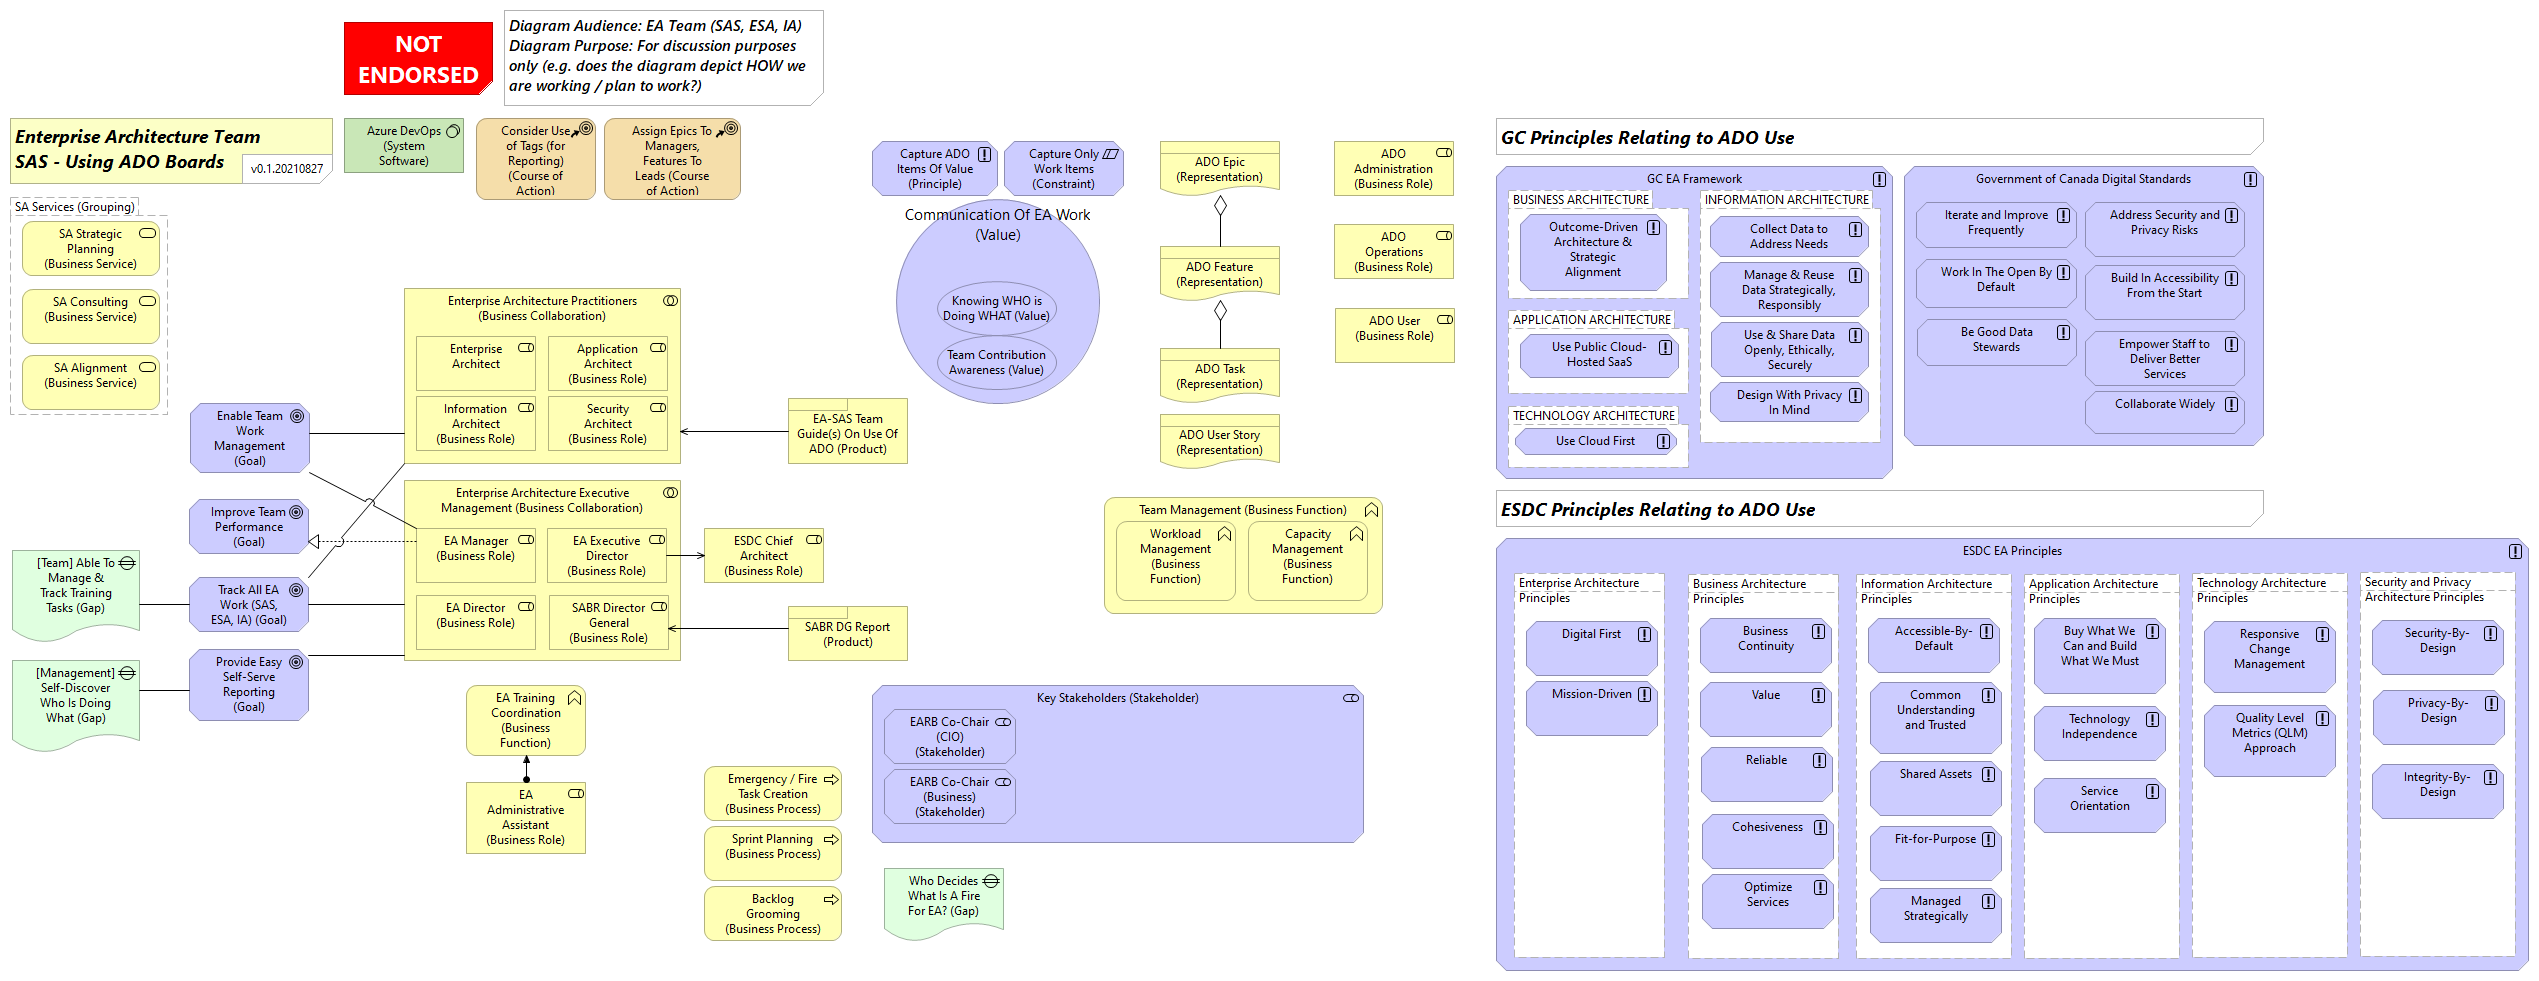 NOT
ENDORSED
Diagram Audience: EA Team (SAS, ESA, IA)
Diagram Purpose: For discussion purposes
only (e.g. does the diagram depict HOW we
are working / plan to work?)
Enterprise Architecture Team
SAS - Using ADO Boards
v0.1.20210827
Azure DevOps
(System
Software)
Consider Use
of Tags (for
Reporting)
(Course of
Action)
Assign Epics To
Managers,
Features To
Leads (Course
of Action)
SA Services (Grouping)
SA Strategic
Planning
(Business Service)
SA Consulting
(Business Service)
SA Alignment
(Business Service)
Enable Team
Work
Management
(Goal)
Improve Team
Performance
(Goal)
Track All EA
Work (SAS,
ESA, IA) (Goal)
Provide Easy
Self-Serve
Reporting
(Goal)
[Team] Able To
Manage &
Track Training
Tasks (Gap)
[Management]
Self-Discover
Who Is Doing
What (Gap)
Enterprise Architecture Practitioners
(Business Collaboration)
Enterprise
Architect
Application
Architect
(Business Role)
Information
Architect
(Business Role)
Security
Architect
(Business Role)
Enterprise Architecture Executive
Management (Business Collaboration)
EA Manager
(Business Role)
EA Executive
Director
(Business Role)
EA Director
(Business Role)
SABR Director
General
(Business Role)
EA-SAS Team
Guide(s) On Use Of
ADO (Product)
ESDC Chief
Architect
(Business Role)
SABR DG Report
(Product)
EA Training
Coordination
(Business
Function)
EA
Administrative
Assistant
(Business Role)
Emergency / Fire
Task Creation
(Business Process)
Sprint Planning
(Business Process)
Backlog
Grooming
(Business Process)
Capture ADO
Items Of Value
(Principle)
Capture Only
Work Items
(Constraint)
Communication Of EA Work
(Value)
Knowing WHO is
Doing WHAT (Value)
Team Contribution
Awareness (Value)
ADO Epic
(Representation)
ADO Feature
(Representation)
ADO Task
(Representation)
ADO User Story
(Representation)
ADO
Administration
(Business Role)
ADO
Operations
(Business Role)
ADO User
(Business Role)
Team Management (Business Function)
Workload
Management
(Business
Function)
Capacity
Management
(Business
Function)
Key Stakeholders (Stakeholder)
EARB Co-Chair
(CIO)
(Stakeholder)
EARB Co-Chair
(Business)
(Stakeholder)
Who Decides
What Is A Fire
For EA? (Gap)
GC Principles Relating to ADO Use
GC EA Framework
BUSINESS ARCHITECTURE
Outcome-Driven
Architecture &
Strategic
Alignment
APPLICATION ARCHITECTURE
Use Public Cloud-
Hosted SaaS
TECHNOLOGY ARCHITECTURE
Use Cloud First
INFORMATION ARCHITECTURE
Collect Data to
Address Needs
Manage & Reuse
Data Strategically,
Responsibly
Use & Share Data
Openly, Ethically,
Securely
Design With Privacy
In Mind
Government of Canada Digital Standards
Iterate and Improve
Frequently
Work In The Open By
Default
Be Good Data
Stewards
Address Security and
Privacy Risks
Build In Accessibility
From the Start
Empower Staff to
Deliver Better
Services
Collaborate Widely
ESDC Principles Relating to ADO Use
ESDC EA Principles
Enterprise Architecture
Principles
Digital First
Mission-Driven
Business Architecture
Principles
Business
Continuity
Value
Reliable
Cohesiveness
Optimize
Services
Information Architecture
Principles
Accessible-By-
Default
Common
Understanding
and Trusted
Shared Assets
Fit-for-Purpose
Managed
Strategically
Application Architecture
Principles
Buy What We
Can and Build
What We Must
Technology
Independence
Service
Orientation
Technology Architecture
Principles
Responsive
Change
Management
Quality Level
Metrics (QLM)
Approach
Security and Privacy
Architecture Principles
Security-By-
Design
Privacy-By-
Design
Integrity-By-
Design